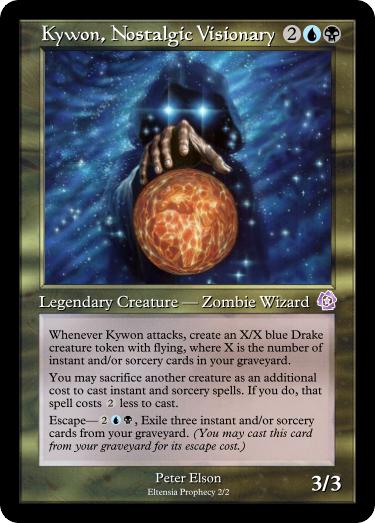 Kywon, Nostalgic Visionary 2
Legendary Creature — Zombie Wizard
Whenever Kywon attacks, create an X/X blue Drake
creature token with flying, where X is the number of
instant and/or sorcery cards in your graveyard.
You may sacrifice another creature as an additional
cost to cast instant and sorcery spells. If you do, that
spell costs 2 less to cast.
Escape— 2, Exile three instant and/or sorcery
cards from your graveyard. (You may cast this card
from your graveyard for its escape cost.)
Peter Elson
Eltensia Prophecy 2/2
3/3